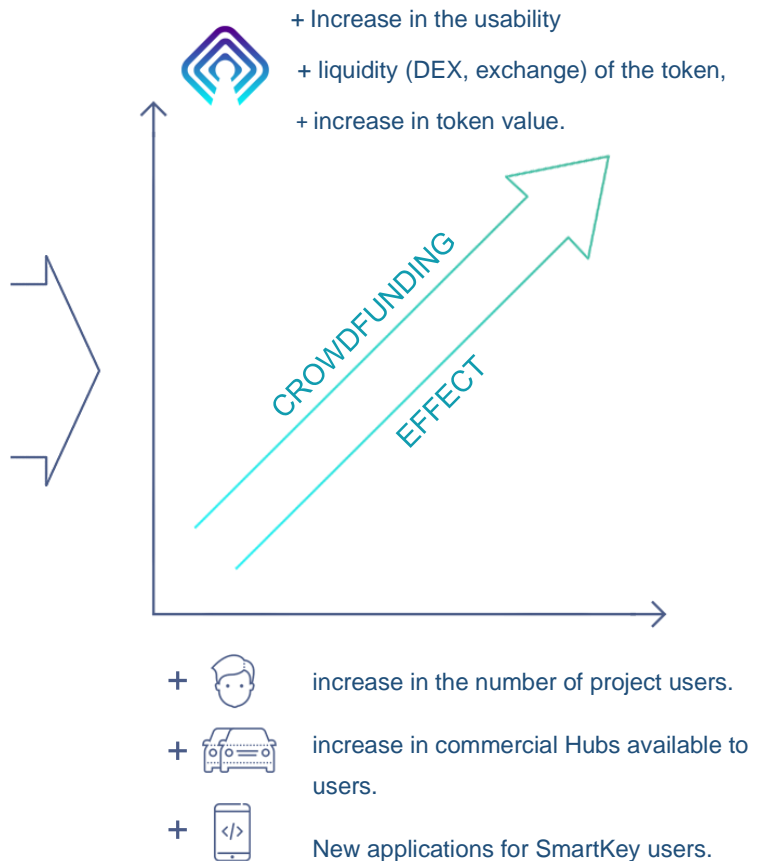 + Increase in the usability
+ liquidity (DEX, exchange) of the token,
+ increase in token value.
CROWDFUNDING
EFFECT
+ increase in the number of project users.
+ increase in commercial Hubs available to
users.
+ </>
New applications for SmartKey users.